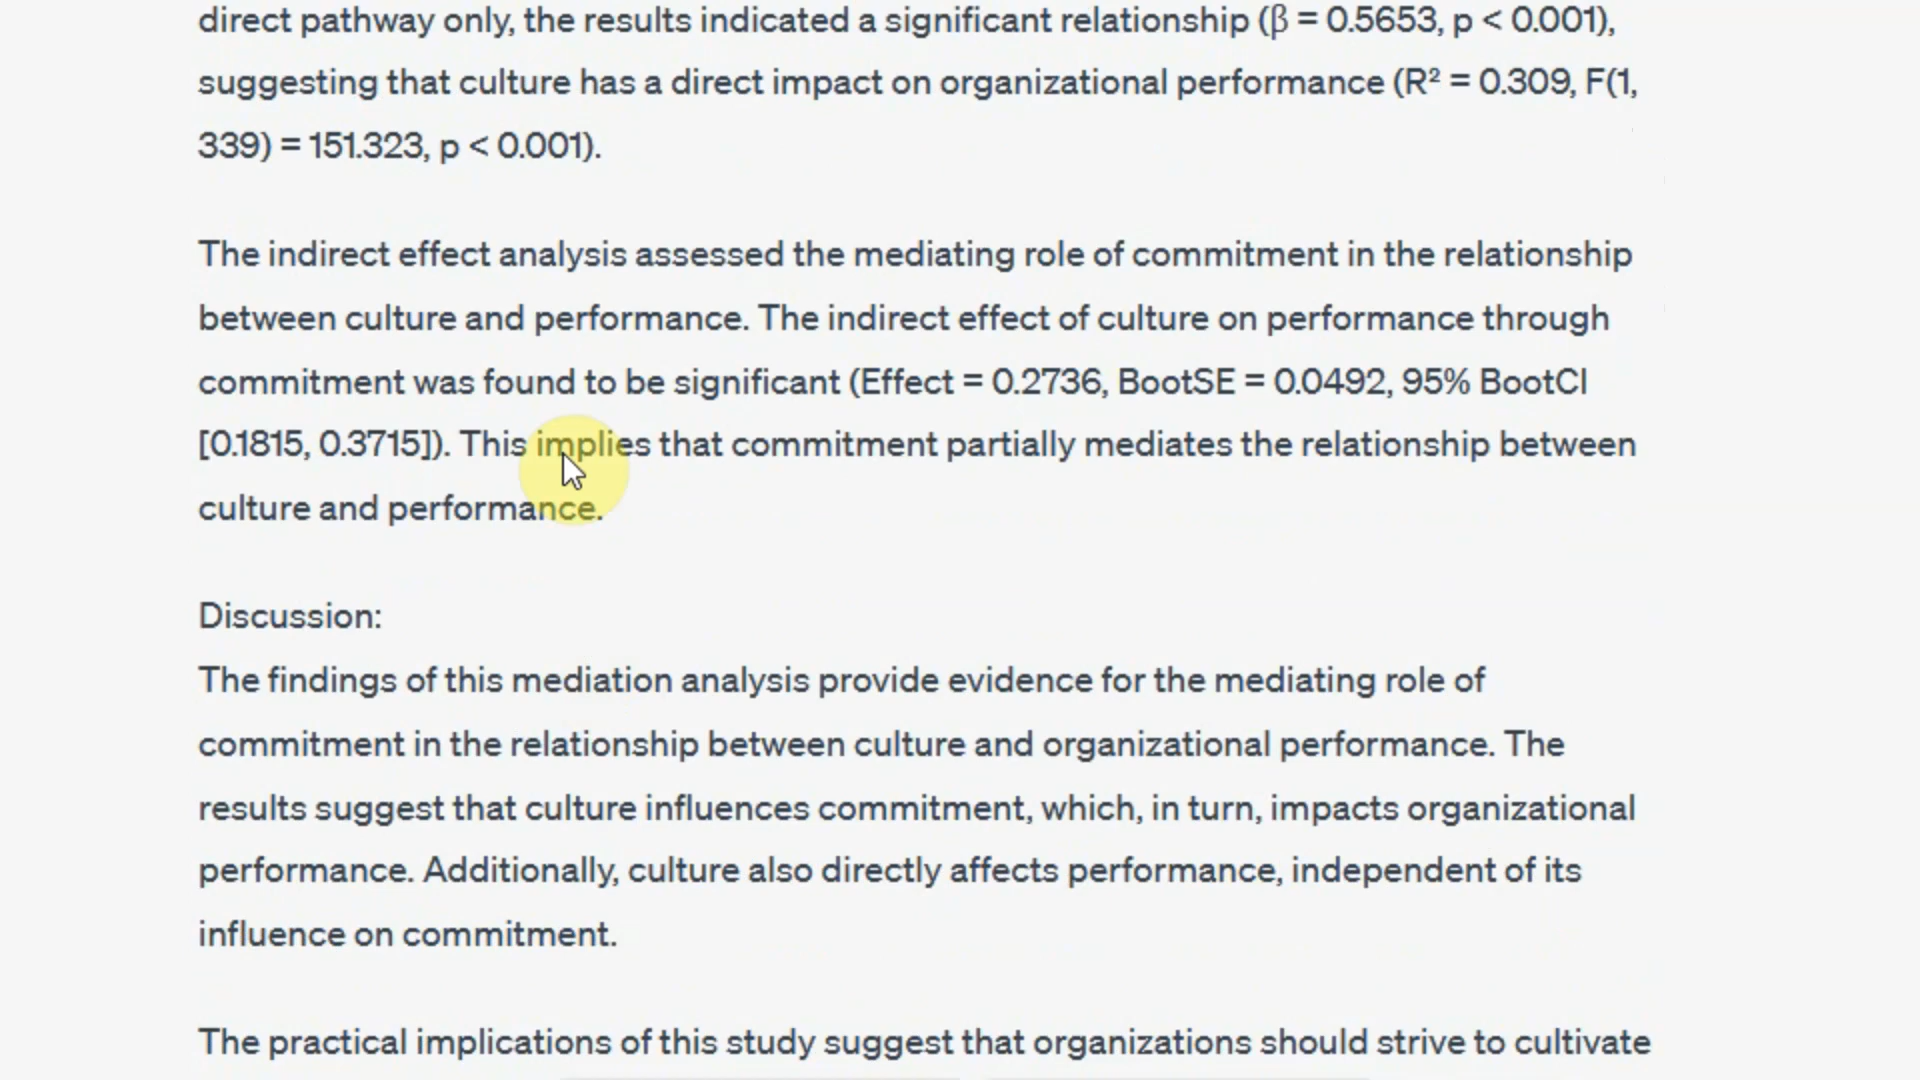 direct pathway only, the results indicated a significant relationship (β = 0.5653, p < 0.001),
suggesting that culture has a direct impact on organizational performance (R² = 0.309, F(1,
339) = 151.323, p < 0.001).
The indirect effect analysis assessed the mediating role of commitment in the relationship
between culture and performance. The indirect effect of culture on performance through
commitment was found to be significant (Effect = 0.2736, BootSE = 0.0492, 95% BootCI
[0.1815, 0.3715]). This implies that commitment partially mediates the relationship between
culture and performance.
Discussion:
The findings of this mediation analysis provide evidence for the mediating role of
commitment in the relationship between culture and organizational performance. The
results suggest that culture influences commitment, which, in turn, impacts organizational
performance. Additionally, culture also directly affects performance, independent of its
influence on commitment.
The practical implications of this study suggest that organizations should strive to cultivate